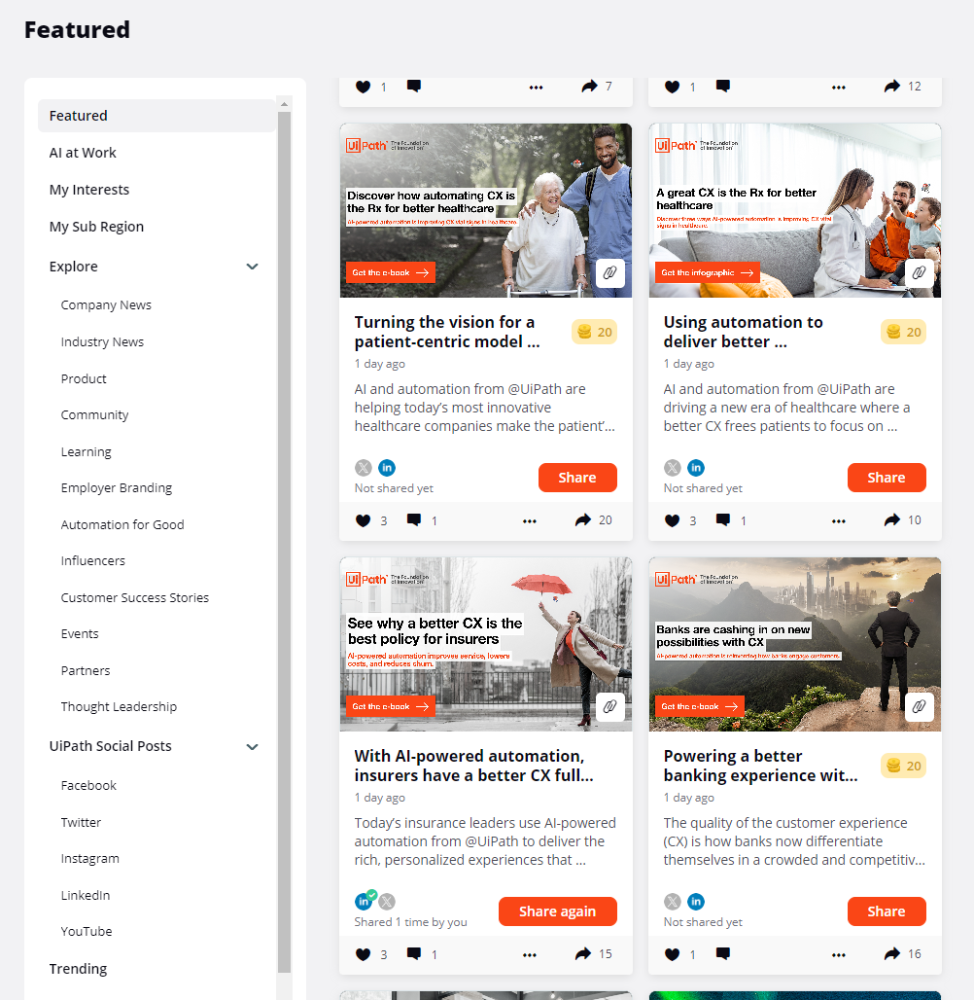 Featured
Featured
AI at Work
My Interests
My Sub Region
Explore
Company News
Industry News
Product
Community
Learning
Employer Branding
Automation for Good
Influencers
Customer Success Stories
Events
Partners
Thought Leadership
UiPath Social Posts
Facebook
Twitter
Instagram
LinkedIn
YouTube
Trending
1
7
1
12
UiPath The Foundation
of Innovation
Discover how automating CX is
the Rx for better healthcare
AI-powered automation is improving CX vital signs in healthcare.
Get the e-book
Turning the vision for a
patient-centric model ...
20
1 day ago
AI and automation from @UiPath are
helping today’s most innovative
healthcare companies make the patient’...
in
Not shared yet
Share
3
1
20
UiPath The Foundation
of Innovation
A great CX is the Rx for better
healthcare
Discover three ways AI-powered automation is improving CX vital
signs in healthcare.
Get the infographic
Using automation to
deliver better ...
20
1 day ago
AI and automation from @UiPath are
driving a new era of healthcare where a
better CX frees patients to focus on ...
in
Not shared yet
Share
3
1
10
UiPath The Foundation
of Innovation
See why a better CX is the
best policy for insurers
AI-powered automation improves service, lowers
costs, and reduces churn.
Get the e-book
With AI-powered automation,
insurers have a better CX full...
1 day ago
Today’s insurance leaders use AI-powered
automation from @UiPath to deliver the
rich, personalized experiences that ...
in
Shared 1 time by you
Share again
3
1
15
UiPath The Foundation
of Innovation
Banks are cashing in on new
possibilities with CX
AI-powered automation is reinventing how banks engage customers.
Get the e-book
Powering a better
banking experience wit...
20
1 day ago
The quality of the customer experience
(CX) is how banks now differentiate
themselves in a crowded and competitiv...
in
Not shared yet
Share
1
16